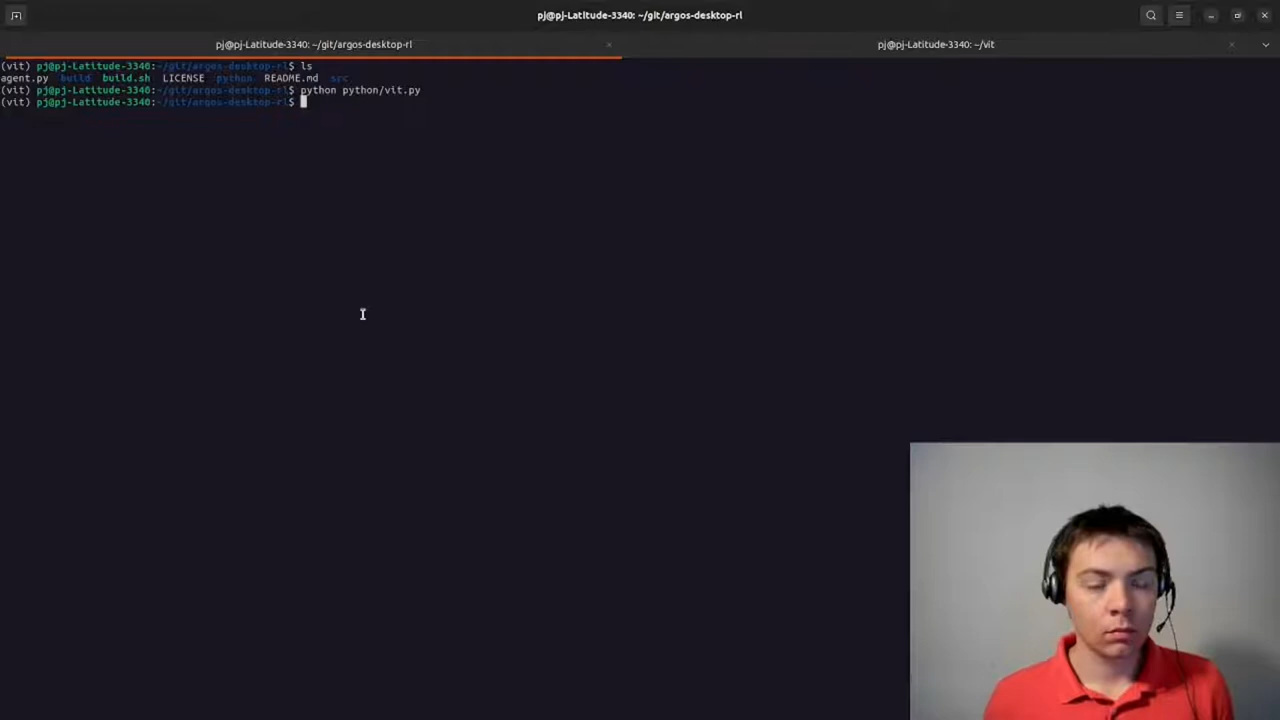 pj@pj-Latitude-3340: ~/git/argos-desktop-rl
pj@pj-Latitude-3340: ~/git/argos-desktop-rl
pj@pj-Latitude-3340: ~/vit
(vit) pj@pj-Latitude-3340:~/git/argos-desktop-rl$ ls
agent.py build build.sh LICENSE python README.md src
(vit) pj@pj-Latitude-3340:~/git/argos-desktop-rl$ python python/vit.py
(vit) pj@pj-Latitude-3340:~/git/argos-desktop-rl$